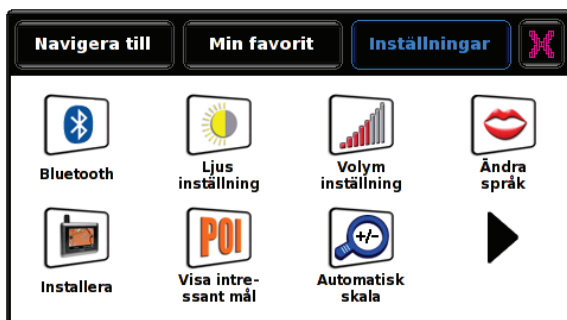 Navigera till
Min favorit
Inställningar
Bluetooth
Ljus
inställning
Volym
inställning
Ändra
språk
Installera
POI
Visa intre-
ssant mål
+/-
Automatisk
skala